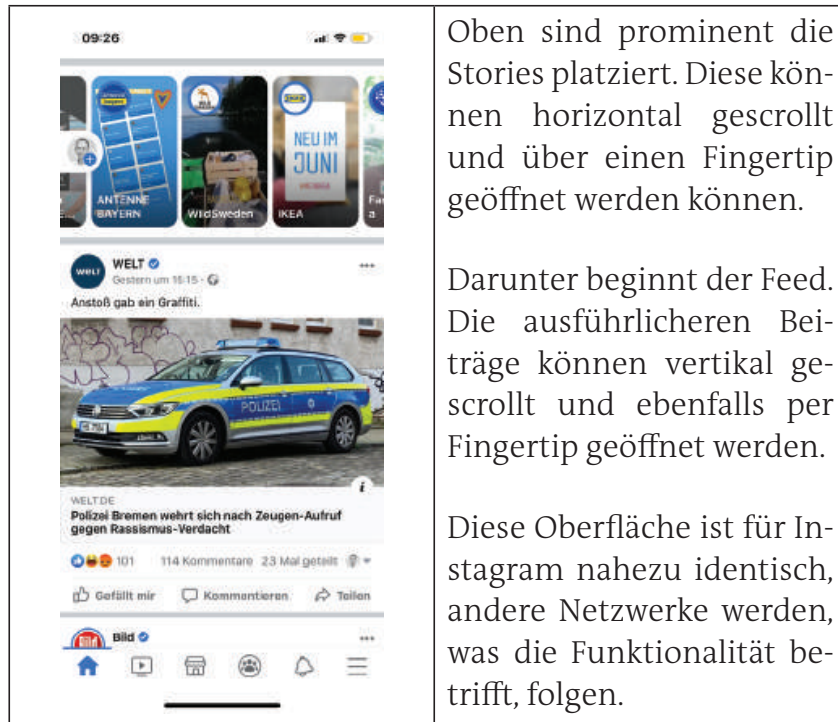 09:26
NEU IM
JUNI
ANTENNE
BAYERN
WildSweden
IKEA
WELT
WELT
Gestern um 15:15
Anstoß gab ein Graffiti.
POLIZEI
i
WELT.DE
Polizei Bremen wehrt sich nach Zeugen-Aufruf
gegen Rassismus-Verdacht
101 114 Kommentare 23 Mal geteilt
Gefällt mir Kommentieren Teilen
Bild Bild
Oben sind prominent die
Stories platziert. Diese kön-
nen horizontal gescrollt
und über einen Fingertip
geöffnet werden können.
Darunter beginnt der Feed.
Die ausführlicheren Bei-
träge können vertikal ge-
scrollt und ebenfalls per
Fingertip geöffnet werden.
Diese Oberfläche ist für In-
stagram nahezu identisch,
andere Netzwerke werden,
was die Funktionalität be-
trifft, folgen.